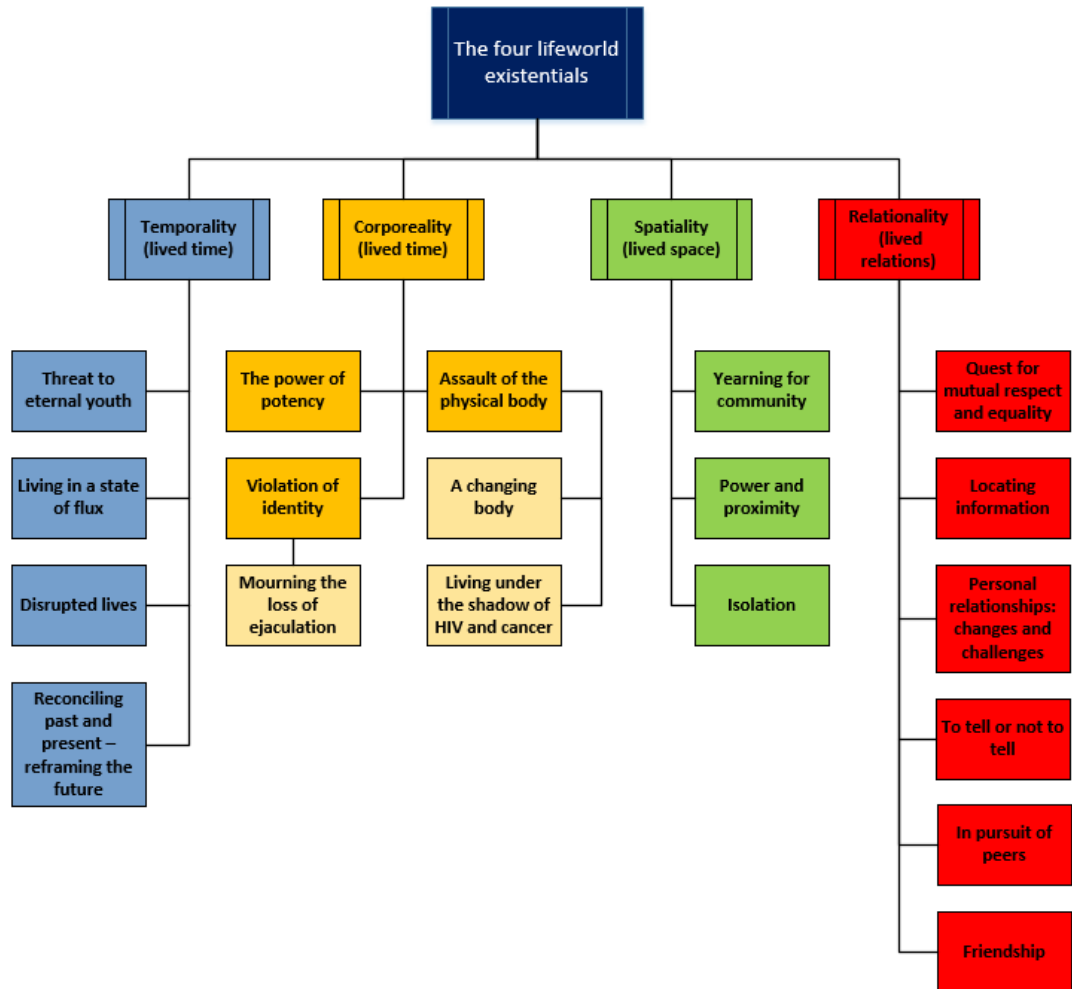 The four lifeworld
existentials
Temporality
(lived time)
Corporeality
(lived time)
Spatiality
(lived space)
Relationality
(lived
relations)
Threat to
eternal youth
Living in a state
of flux
Disrupted lives
Reconciling
past and
present –
reframing the
future
The power of
potency
Violation of
identity
Mourning the
loss of
ejaculation
Assault of the
physical body
A changing
body
Living under
the shadow of
HIV and cancer
Yearning for
community
Power and
proximity
Isolation
Quest for
mutual respect
and equality
Locating
information
Personal
relationships:
changes and
challenges
To tell or not to
tell
In pursuit of
peers
Friendship